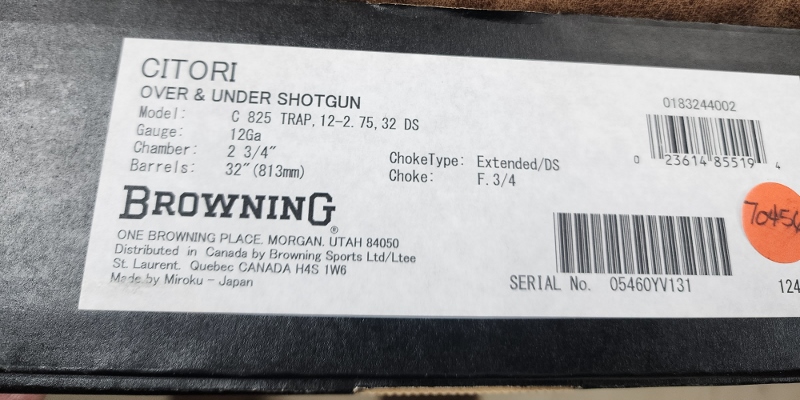 CITORI
OVER & UNDER SHOTGUN
Model: C 825 TRAP,12-2.75,32 DS
Gauge: 12Ga
Chamber: 2 3/4"
Barrels: 32"(813mm)
ChokeType: Extended/DS
Choke: F.3/4
BROWNING®
ONE BROWNING PLACE. MORGAN. UTAH 84050
Distributed in Canada by Browning Sports Ltd/Ltee
St. Laurent. Quebec CANADA H4S 1W6
Made by Miroku - Japan
0183244002
0 23614 85519 4
SERIAL No. 05460YV131
124